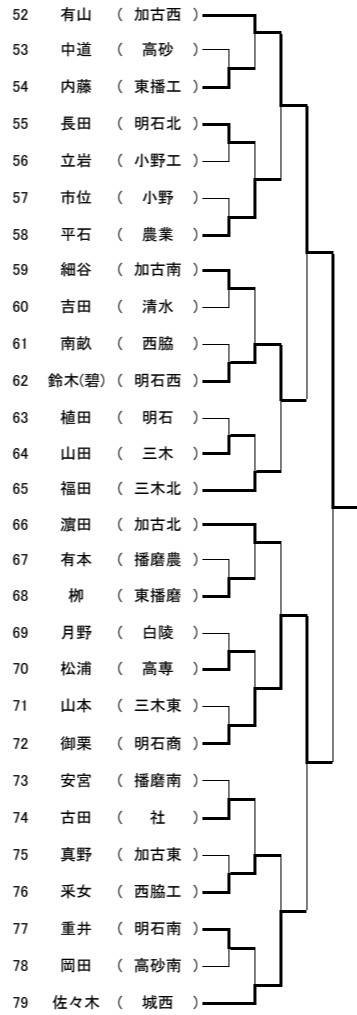 52 有山 （ 加古西 ）
53 中道 （ 高砂 ）
54 内藤 （ 東播工 ）
55 長田 （ 明石北 ）
56 立岩 （ 小野工 ）
57 市位 （ 小野 ）
58 平石 （ 農業 ）
59 細谷 （ 加古南 ）
60 吉田 （ 清水 ）
61 南畝 （ 西脇 ）
62 鈴木(碧) （ 明石西 ）
63 植田 （ 明石 ）
64 山田 （ 三木 ）
65 福田 （ 三木北 ）
66 濵田 （ 加古北 ）
67 有本 （ 播磨農 ）
68 栁 （ 東播磨 ）
69 月野 （ 白陵 ）
70 松浦 （ 高専 ）
71 山本 （ 三木東 ）
72 御栗 （ 明石商 ）
73 安宮 （ 播磨南 ）
74 古田 （ 社 ）
75 真野 （ 加古東 ）
76 采女 （ 西脇工 ）
77 重井 （ 明石南 ）
78 岡田 （ 高砂南 ）
79 佐々木 （ 城西 ）